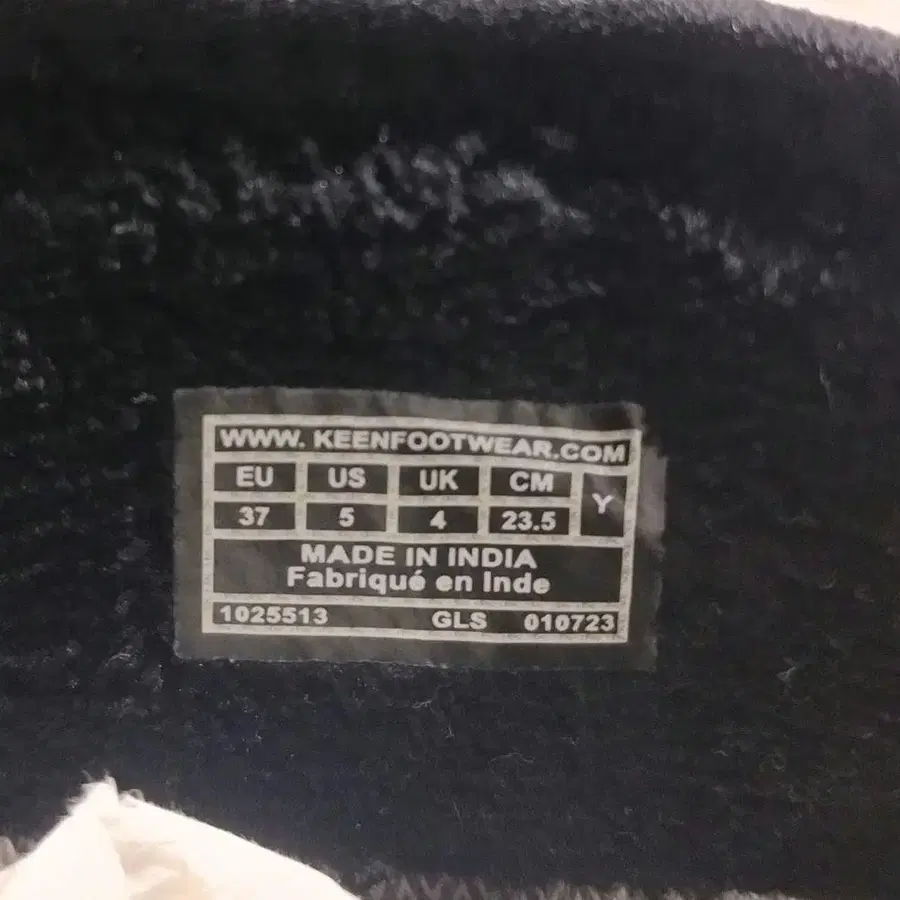 WWW. KEENFOOTWEAR.COM
EU US UK CM Y
37 5 4 23.5
MADE IN INDIA
Fabriqué en Inde
1025513 GLS 010723